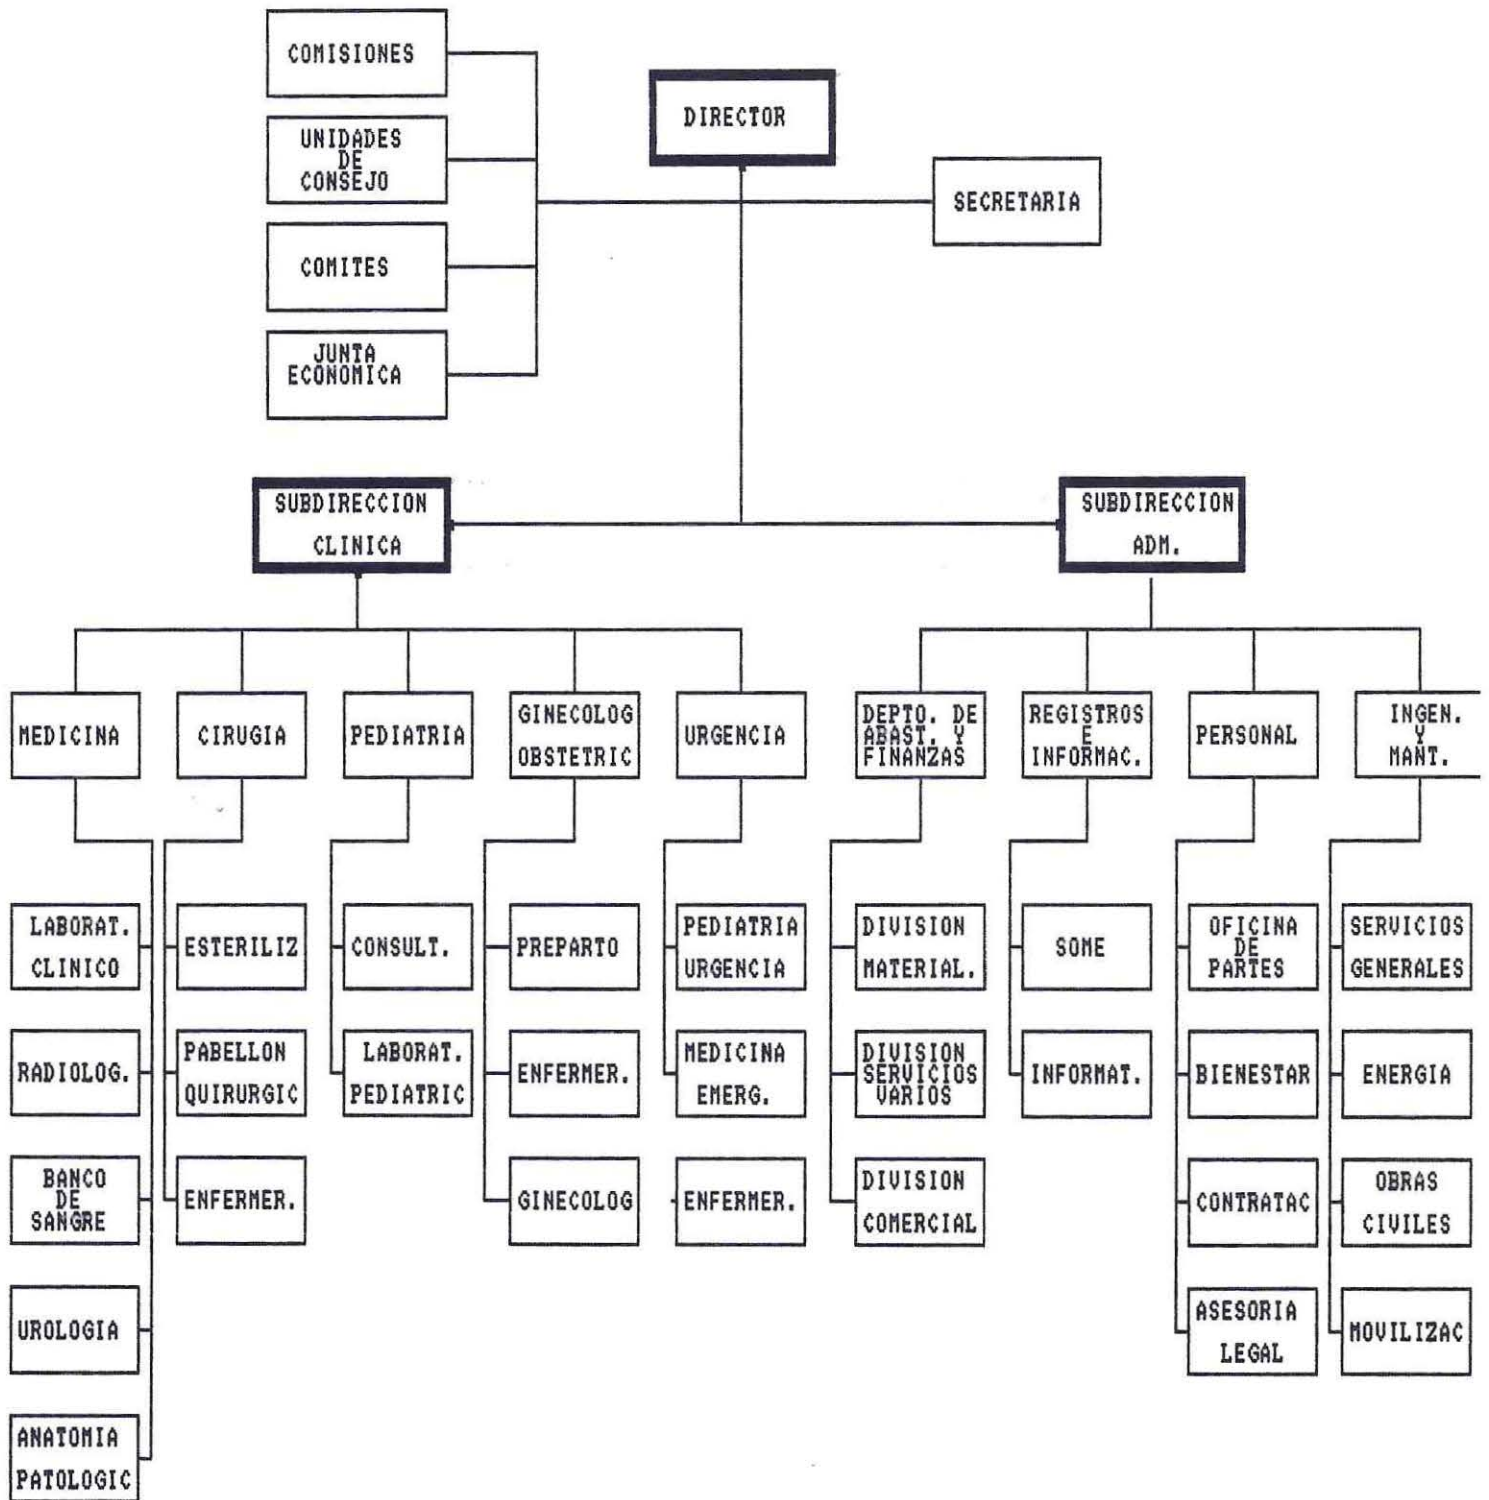 COMISIONES
DIRECTOR
UNIDADES
DE
CONSEJO
SECRETARIA
COMITES
JUNTA
ECONOMICA
SUBDIRECCION
CLINICA
SUBDIRECCION
ADM.
MEDICINA
CIRUGIA
PEDIATRIA
GINECOLOG
OBSTETRIC
URGENCIA
DEPTO. DE
ABAST. Y
FINANZAS
REGISTROS
E
INFORMAC.
PERSONAL
INGEN.
Y
MANT.
LABORAT.
CLINICO
ESTERILIZ
CONSULT.
PREPARTO
PEDIATRIA
URGENCIA
DIVISION
MATERIAL.
SOME
OFICINA
DE
PARTES
SERVICIOS
GENERALES
RADIOLOG.
PABELLON
QUIRURGIC
LABORAT.
PEDIATRIC
ENFERMER.
MEDICINA
EMERG.
DIVISION
SERVICIOS
VARIOS
INFORMAT.
BIENESTAR
ENERGIA
BANCO
DE
SANGRE
ENFERMER.
GINECOLOG
ENFERMER.
DIVISION
COMERCIAL
CONTRATAC
OBRAS
CIVILES
UROLOGIA
ASESORIA
LEGAL
MOVILIZAC
ANATOMIA
PATOLOGIC